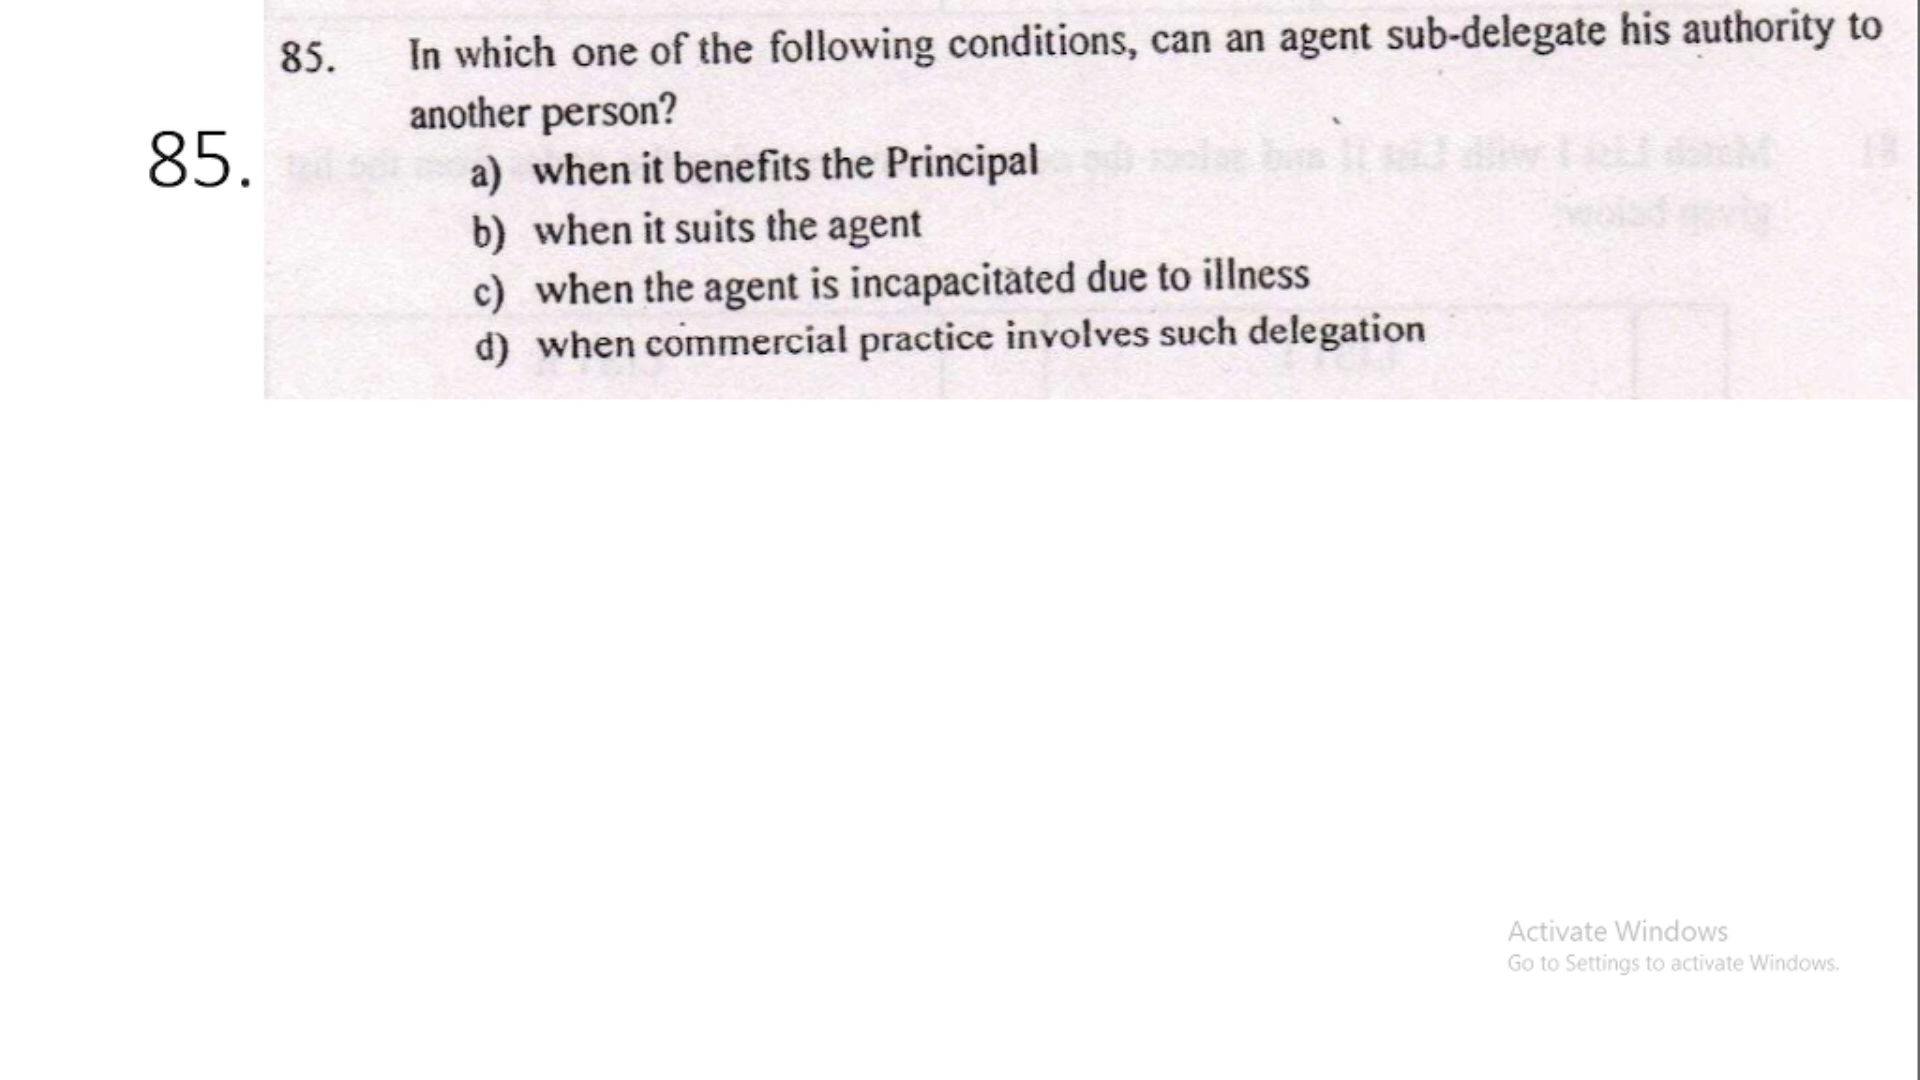 85. In which one of the following conditions, can an agent sub-delegate his authority to
another person?
85.
a) when it benefits the Principal
b) when it suits the agent
c) when the agent is incapacitated due to illness
d) when commercial practice involves such delegation
Activate Windows
Go to Settings to activate Windows.